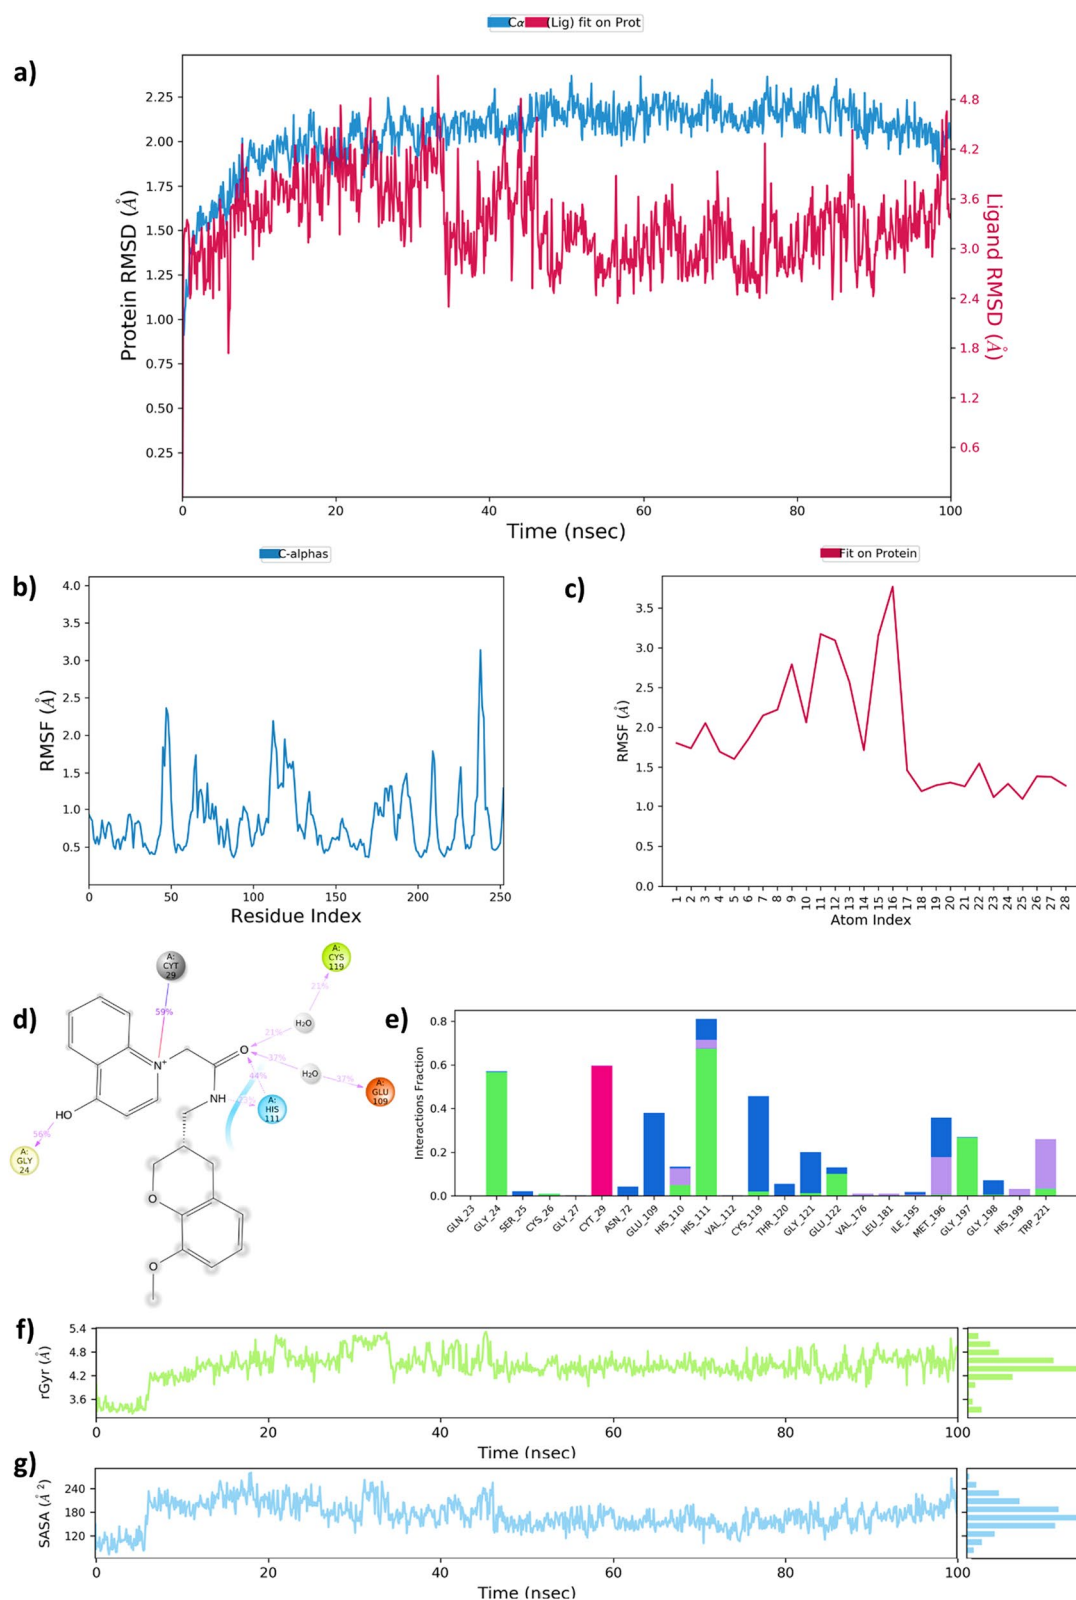 Cα (Lig) fit on Prot
a)
Protein RMSD (Å)
2.25
2.00
1.75
1.50
1.25
1.00
0.75
0.50
0.25
4.8
4.2
3.6
3.0
2.4
1.8
1.2
0.6
Ligand RMSD (Å)
0 20 40 60 80 100
Time (nsec)
C-alphas
b)
RMSF (Å)
4.0
3.5
3.0
2.5
2.0
1.5
1.0
0.5
0 50 100 150 200 250
Residue Index
Fit on Protein
c)
RMSF (Å)
3.5
3.0
2.5
2.0
1.5
1.0
0.5
0.0
1 2 3 4 5 6 7 8 9 10 11 12 13 14 15 16 17 18 19 20 21 22 23 24 25 26 27 28
Atom Index
d)
A:
CYT
29
A:
CYS
119
59%
21%
H₂O
21%
O
37%
H₂O
37%
44%
A:
GLU
109
N⁺
NH
A:
HIS
111
HO
56%
A:
GLY
24
O
O
e)
Interactions Fraction
0.8
0.6
0.4
0.2
0.0
GLN_23 GLY_24 SER_25 CYS_26 GLY_27 CYT_29 ASN_72 GLU_109 HIS_110 HIS_111 VAL_112 CYS_119 THR_120 GLY_121 GLU_122 VAL_176 LEU_181 ILE_195 MET_196 GLY_197 GLY_198 HIS_199 TRP_221
f)
rGyr (Å)
5.4
4.8
4.2
3.6
0 20 40 60 80 100
Time (nsec)
g)
SASA (Å²)
240
180
120
0 20 40 60 80 100
Time (nsec)